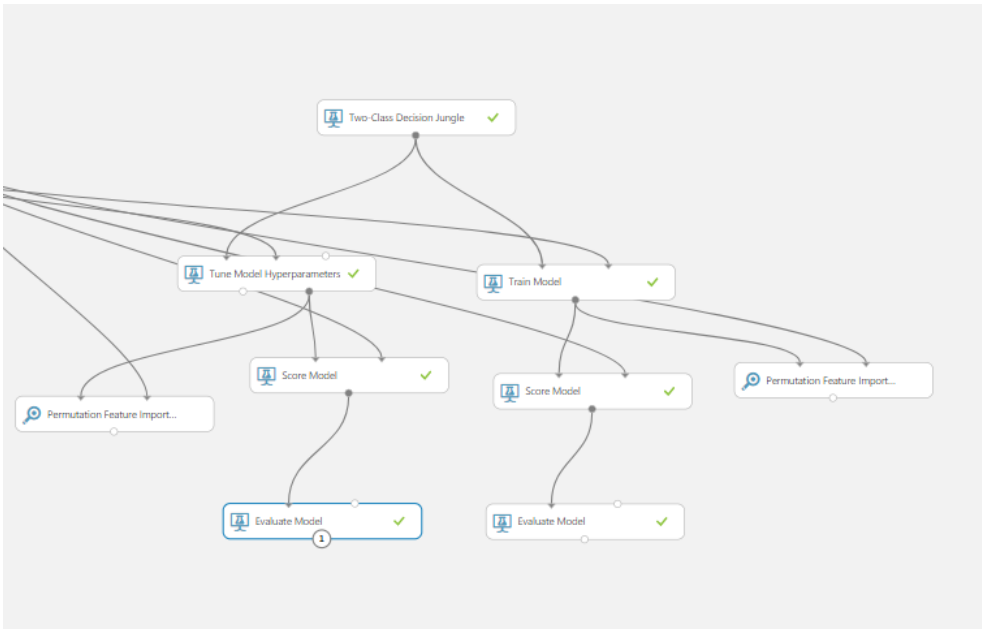 Two-Class Decision Jungle
Tune Model Hyperparameters
Train Model
Score Model
Permutation Feature Import...
Score Model
Permutation Feature Import...
Evaluate Model
1
Evaluate Model